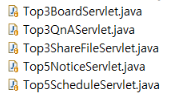 Top3BoardServlet.java
Top3QnAServlet.java
Top3ShareFileServlet.java
Top5NoticeServlet.java
Top5ScheduleServlet.java